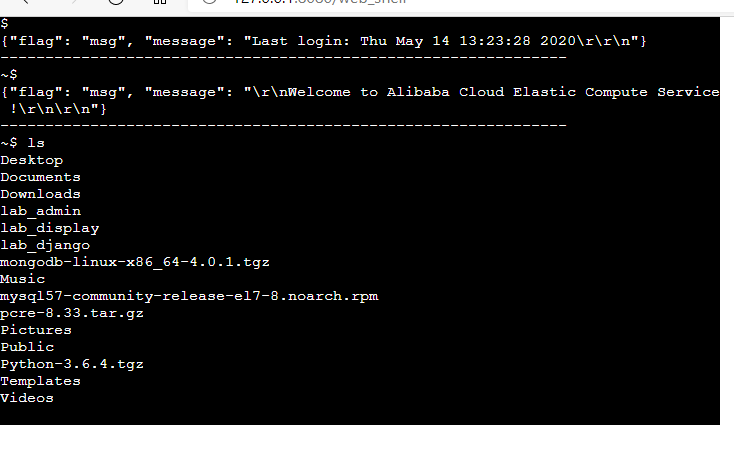 127.0.0.1:8080/web_shell
$
{"flag": "msg", "message": "Last login: Thu May 14 13:23:28 2020\r\r\n"}
---------------------------------------------------------------
~$
{"flag": "msg", "message": "\r\nWelcome to Alibaba Cloud Elastic Compute Service
!\r\n\r\n"}
---------------------------------------------------------------
~$ ls
Desktop
Documents
Downloads
lab_admin
lab_display
lab_django
mongodb-linux-x86_64-4.0.1.tgz
Music
mysql57-community-release-el7-8.noarch.rpm
pcre-8.33.tar.gz
Pictures
Public
Python-3.6.4.tgz
Templates
Videos